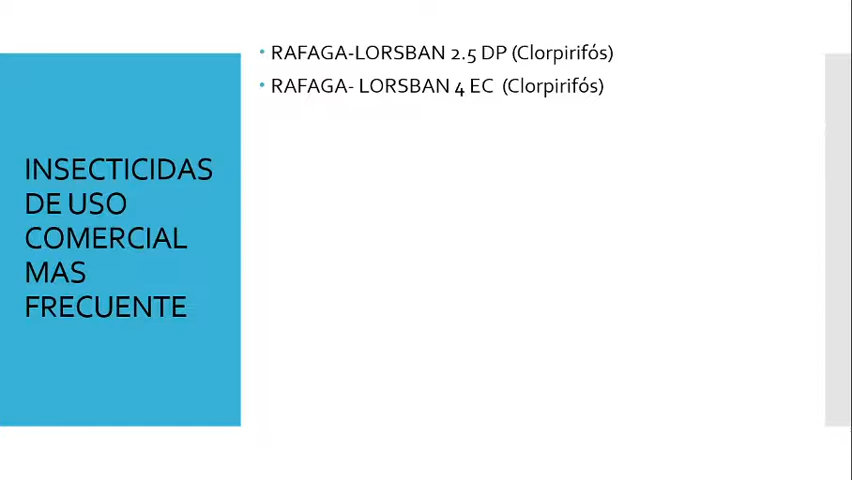 • RAFAGA-LORSBAN 2.5 DP (Clorpirifós)
• RAFAGA- LORSBAN 4 EC (Clorpirifós)
INSECTICIDAS
DE USO
COMERCIAL
MAS
FRECUENTE